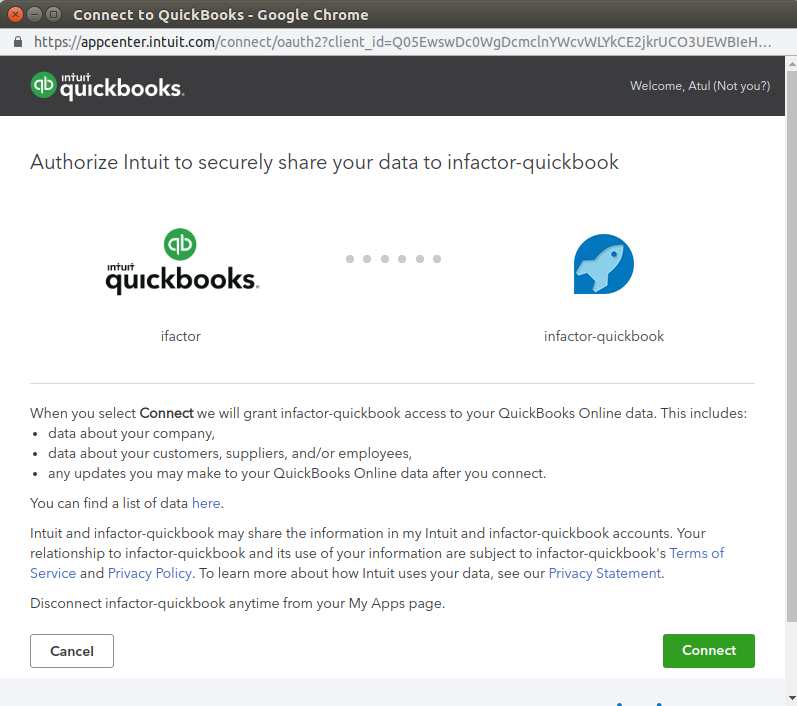 Connect to QuickBooks - Google Chrome
https://appcenter.intuit.com/connect/oauth2?client_id=Q05EwswDc0WgDcmclnYWcvWLYkCE2jkrUCO3UEWBIeH...
qb intuit quickbooks.
Welcome, Atul (Not you?)
Authorize Intuit to securely share your data to infactor-quickbook
qb
intuit
quickbooks.
ifactor
infactor-quickbook
When you select Connect we will grant infactor-quickbook access to your QuickBooks Online data. This includes:
• data about your company,
• data about your customers, suppliers, and/or employees,
• any updates you may make to your QuickBooks Online data after you connect.
You can find a list of data here.
Intuit and infactor-quickbook may share the information in my Intuit and infactor-quickbook accounts. Your
relationship to infactor-quickbook and its use of your information are subject to infactor-quickbook's Terms of
Service and Privacy Policy. To learn more about how Intuit uses your data, see our Privacy Statement.
Disconnect infactor-quickbook anytime from your My Apps page.
Cancel
Connect